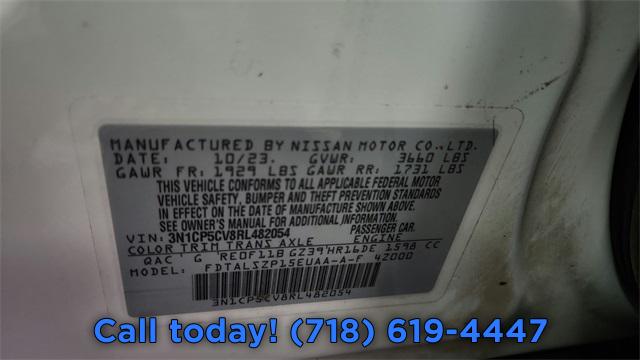 MANUFACTURED BY NISSAN MOTOR CO., LTD.
DATE: 10/23. GVWR: 3660 LBS
GAWR FR: 1929 LBS GAWR RR: 1731 LBS
THIS VEHICLE CONFORMS TO ALL APPLICABLE FEDERAL MOTOR
VEHICLE SAFETY, BUMPER AND THEFT PREVENTION STANDARDS
IN EFFECT ON THE DATE OF MANUFACTURE SHOWN ABOVE.
SEE OWNER'S MANUAL FOR ADDITIONAL INFORMATION.
VIN: 3N1CP5CV8RL482054 PASSENGER CAR
COLOR TRIM TRANS AXLE ENGINE
QAC G RE0F11B GZ39 HR16DE 1598 CC
MODEL: FDTALSZP15EUAA-A-F 42000
3N1CP5CV8RL482054
Call today! (718) 619-4447